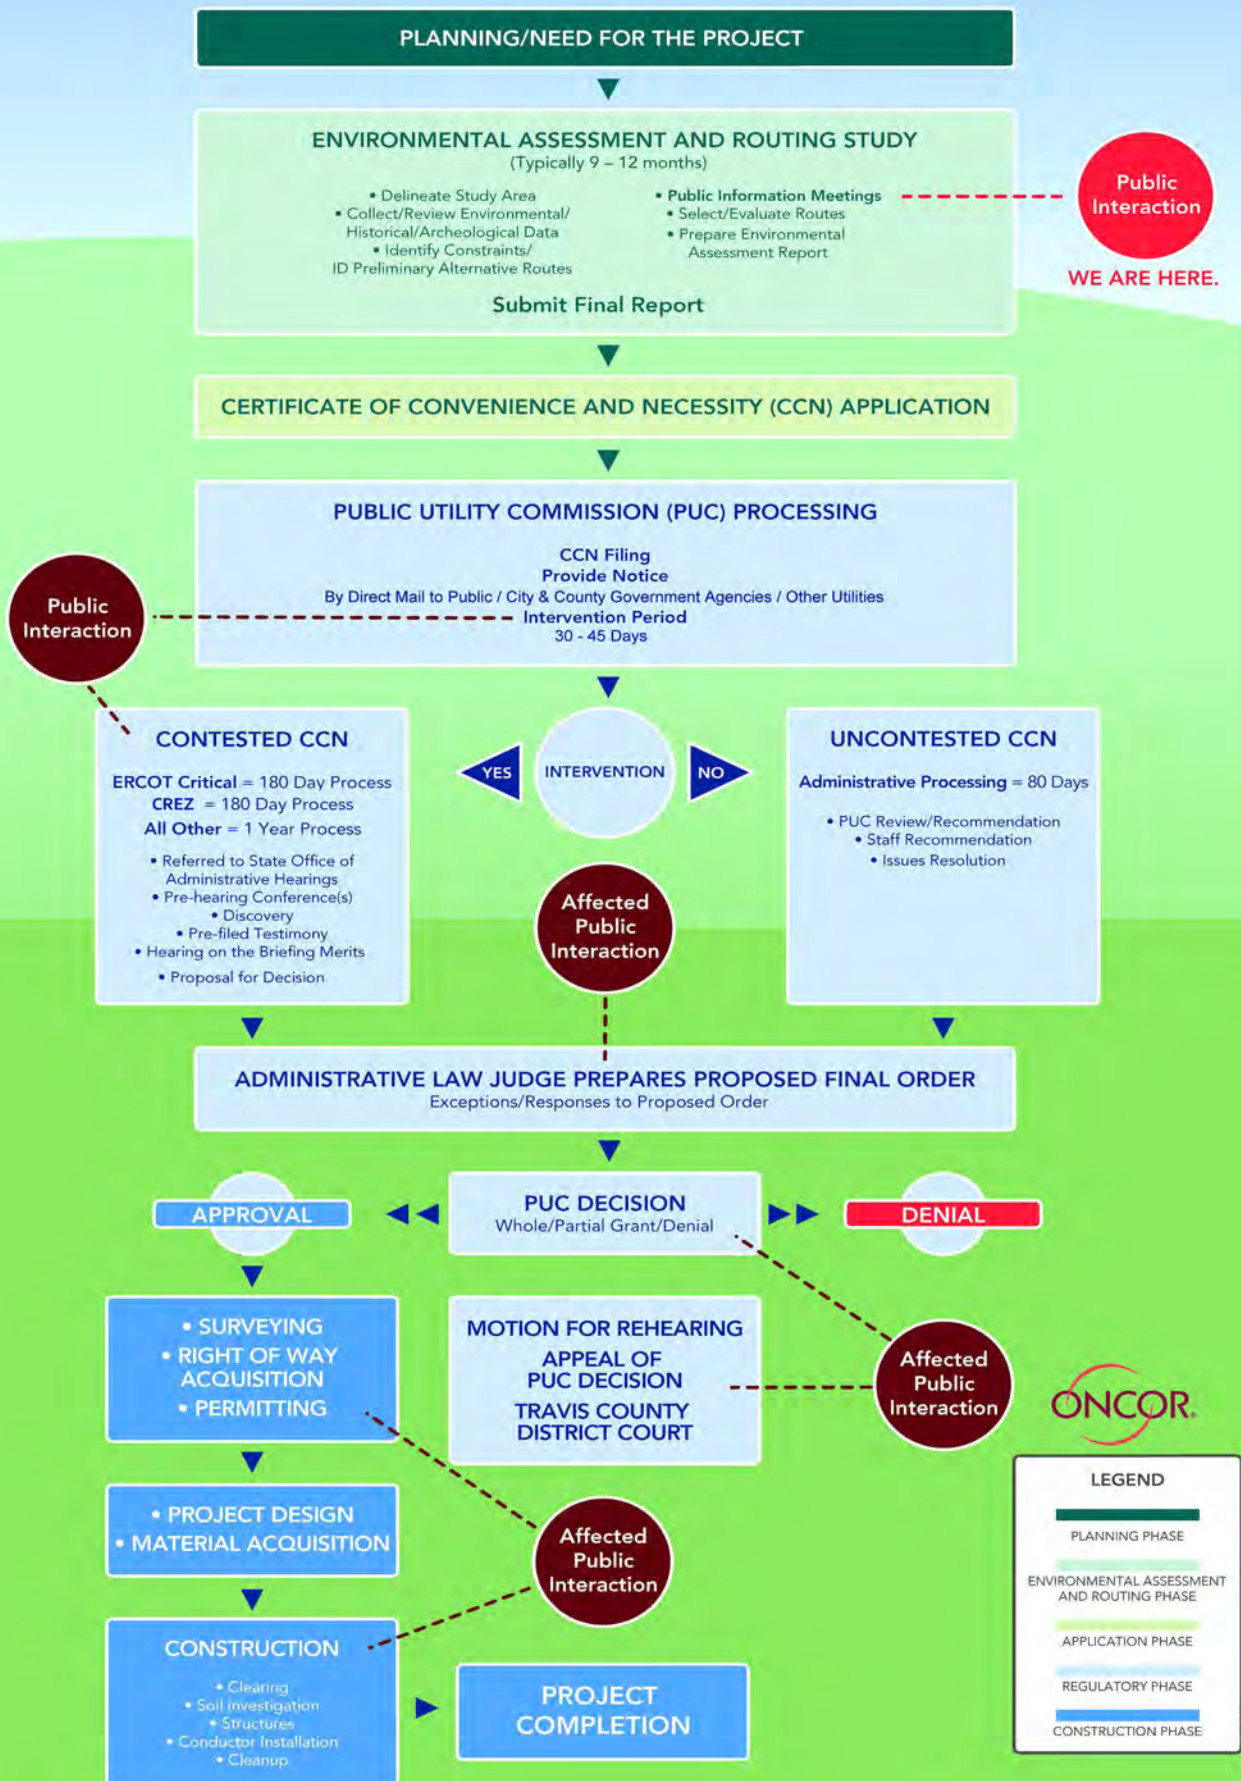 PLANNING/NEED FOR THE PROJECT
ENVIRONMENTAL ASSESSMENT AND ROUTING STUDY
(Typically 9 – 12 months)
• Delineate Study Area
• Collect/Review Environmental/
Historical/Archeological Data
• Identify Constraints/
ID Preliminary Alternative Routes
• Public Information Meetings
• Select/Evaluate Routes
• Prepare Environmental
Assessment Report
Submit Final Report
Public
Interaction
WE ARE HERE.
CERTIFICATE OF CONVENIENCE AND NECESSITY (CCN) APPLICATION
PUBLIC UTILITY COMMISSION (PUC) PROCESSING
CCN Filing
Provide Notice
By Direct Mail to Public / City & County Government Agencies / Other Utilities
Intervention Period
30 - 45 Days
Public
Interaction
CONTESTED CCN
ERCOT Critical = 180 Day Process
CREZ = 180 Day Process
All Other = 1 Year Process
• Referred to State Office of
Administrative Hearings
• Pre-hearing Conference(s)
• Discovery
• Pre-filed Testimony
• Hearing on the Briefing Merits
• Proposal for Decision
YES
INTERVENTION
NO
UNCONTESTED CCN
Administrative Processing = 80 Days
• PUC Review/Recommendation
• Staff Recommendation
• Issues Resolution
Affected
Public
Interaction
ADMINISTRATIVE LAW JUDGE PREPARES PROPOSED FINAL ORDER
Exceptions/Responses to Proposed Order
APPROVAL
PUC DECISION
Whole/Partial Grant/Denial
DENIAL
• SURVEYING
• RIGHT OF WAY
ACQUISITION
• PERMITTING
MOTION FOR REHEARING
APPEAL OF
PUC DECISION
TRAVIS COUNTY
DISTRICT COURT
Affected
Public
Interaction
ONCOR®
• PROJECT DESIGN
• MATERIAL ACQUISITION
Affected
Public
Interaction
CONSTRUCTION
• Clearing
• Soil investigation
• Structures
• Conductor Installation
• Cleanup
PROJECT
COMPLETION
LEGEND
PLANNING PHASE
ENVIRONMENTAL ASSESSMENT
AND ROUTING PHASE
APPLICATION PHASE
REGULATORY PHASE
CONSTRUCTION PHASE